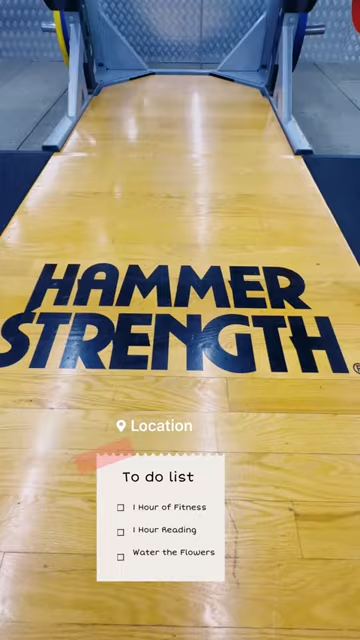 HAMMER
STRENGTH®
Location
To do list
1 Hour of Fitness
1 Hour Reading
Water the Flowers